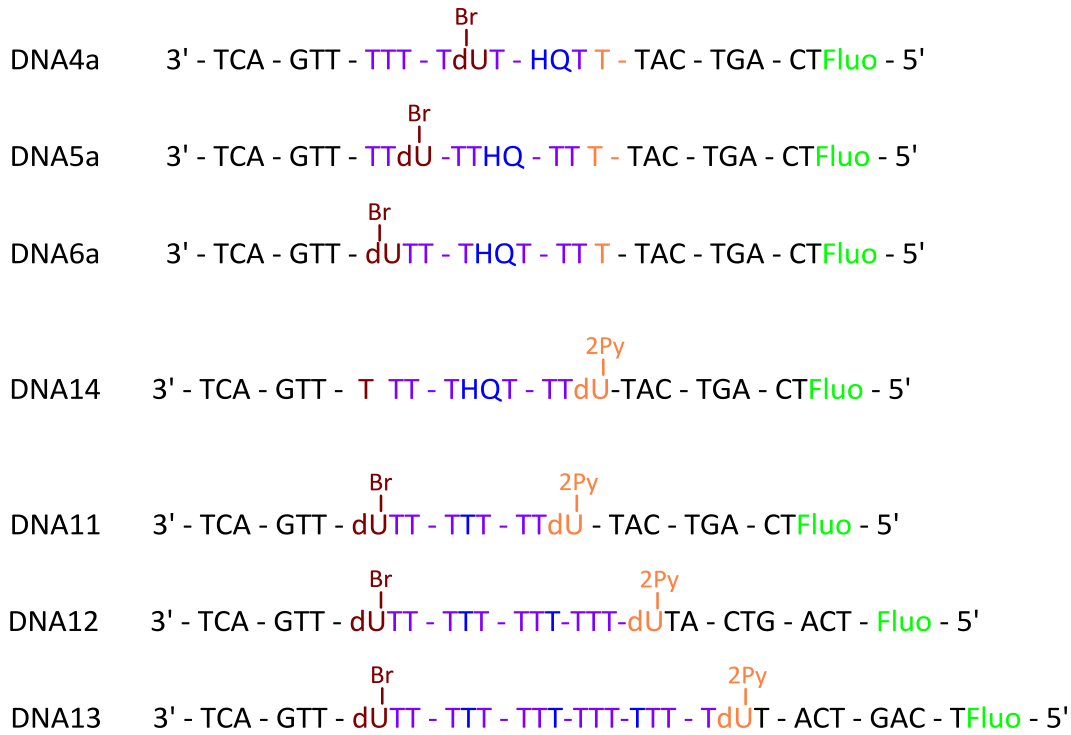 Br
DNA4a 3' - TCA - GTT - TTT - TdUT - HQT T - TAC - TGA - CTFluo - 5'
Br
DNA5a 3' - TCA - GTT - TTdU -TTHQ - TT T - TAC - TGA - CTFluo - 5'
Br
DNA6a 3' - TCA - GTT - dUTT - THQT - TT T - TAC - TGA - CTFluo - 5'
2Py
DNA14 3' - TCA - GTT - T TT - THQT - TTdU-TAC - TGA - CTFluo - 5'
Br 2Py
DNA11 3' - TCA - GTT - dUTT - TTT - TTdU - TAC - TGA - CTFluo - 5'
Br 2Py
DNA12 3' - TCA - GTT - dUTT - TTT - TTT-TTT-dUTA - CTG - ACT - Fluo - 5'
Br 2Py
DNA13 3' - TCA - GTT - dUTT - TTT - TTT-TTT-TTT - TdUT - ACT - GAC - TFluo - 5'